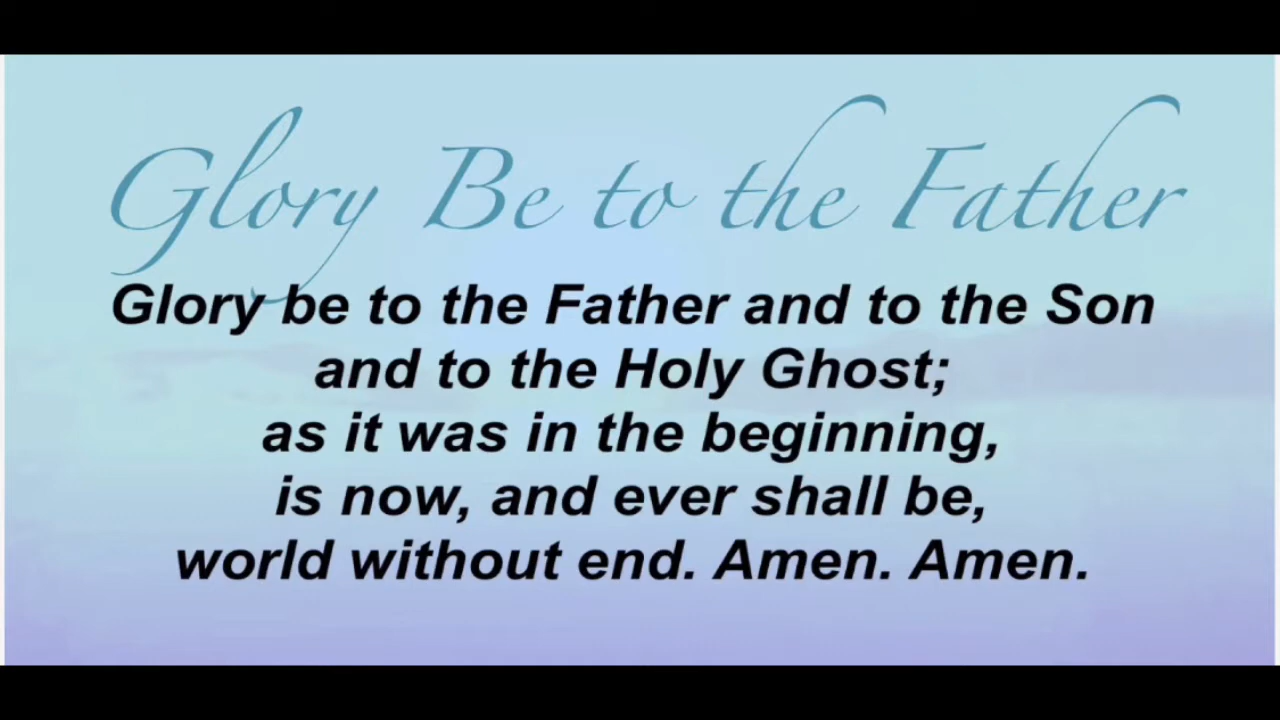 Glory Be to the Father
Glory be to the Father and to the Son
and to the Holy Ghost;
as it was in the beginning,
is now, and ever shall be,
world without end. Amen. Amen.